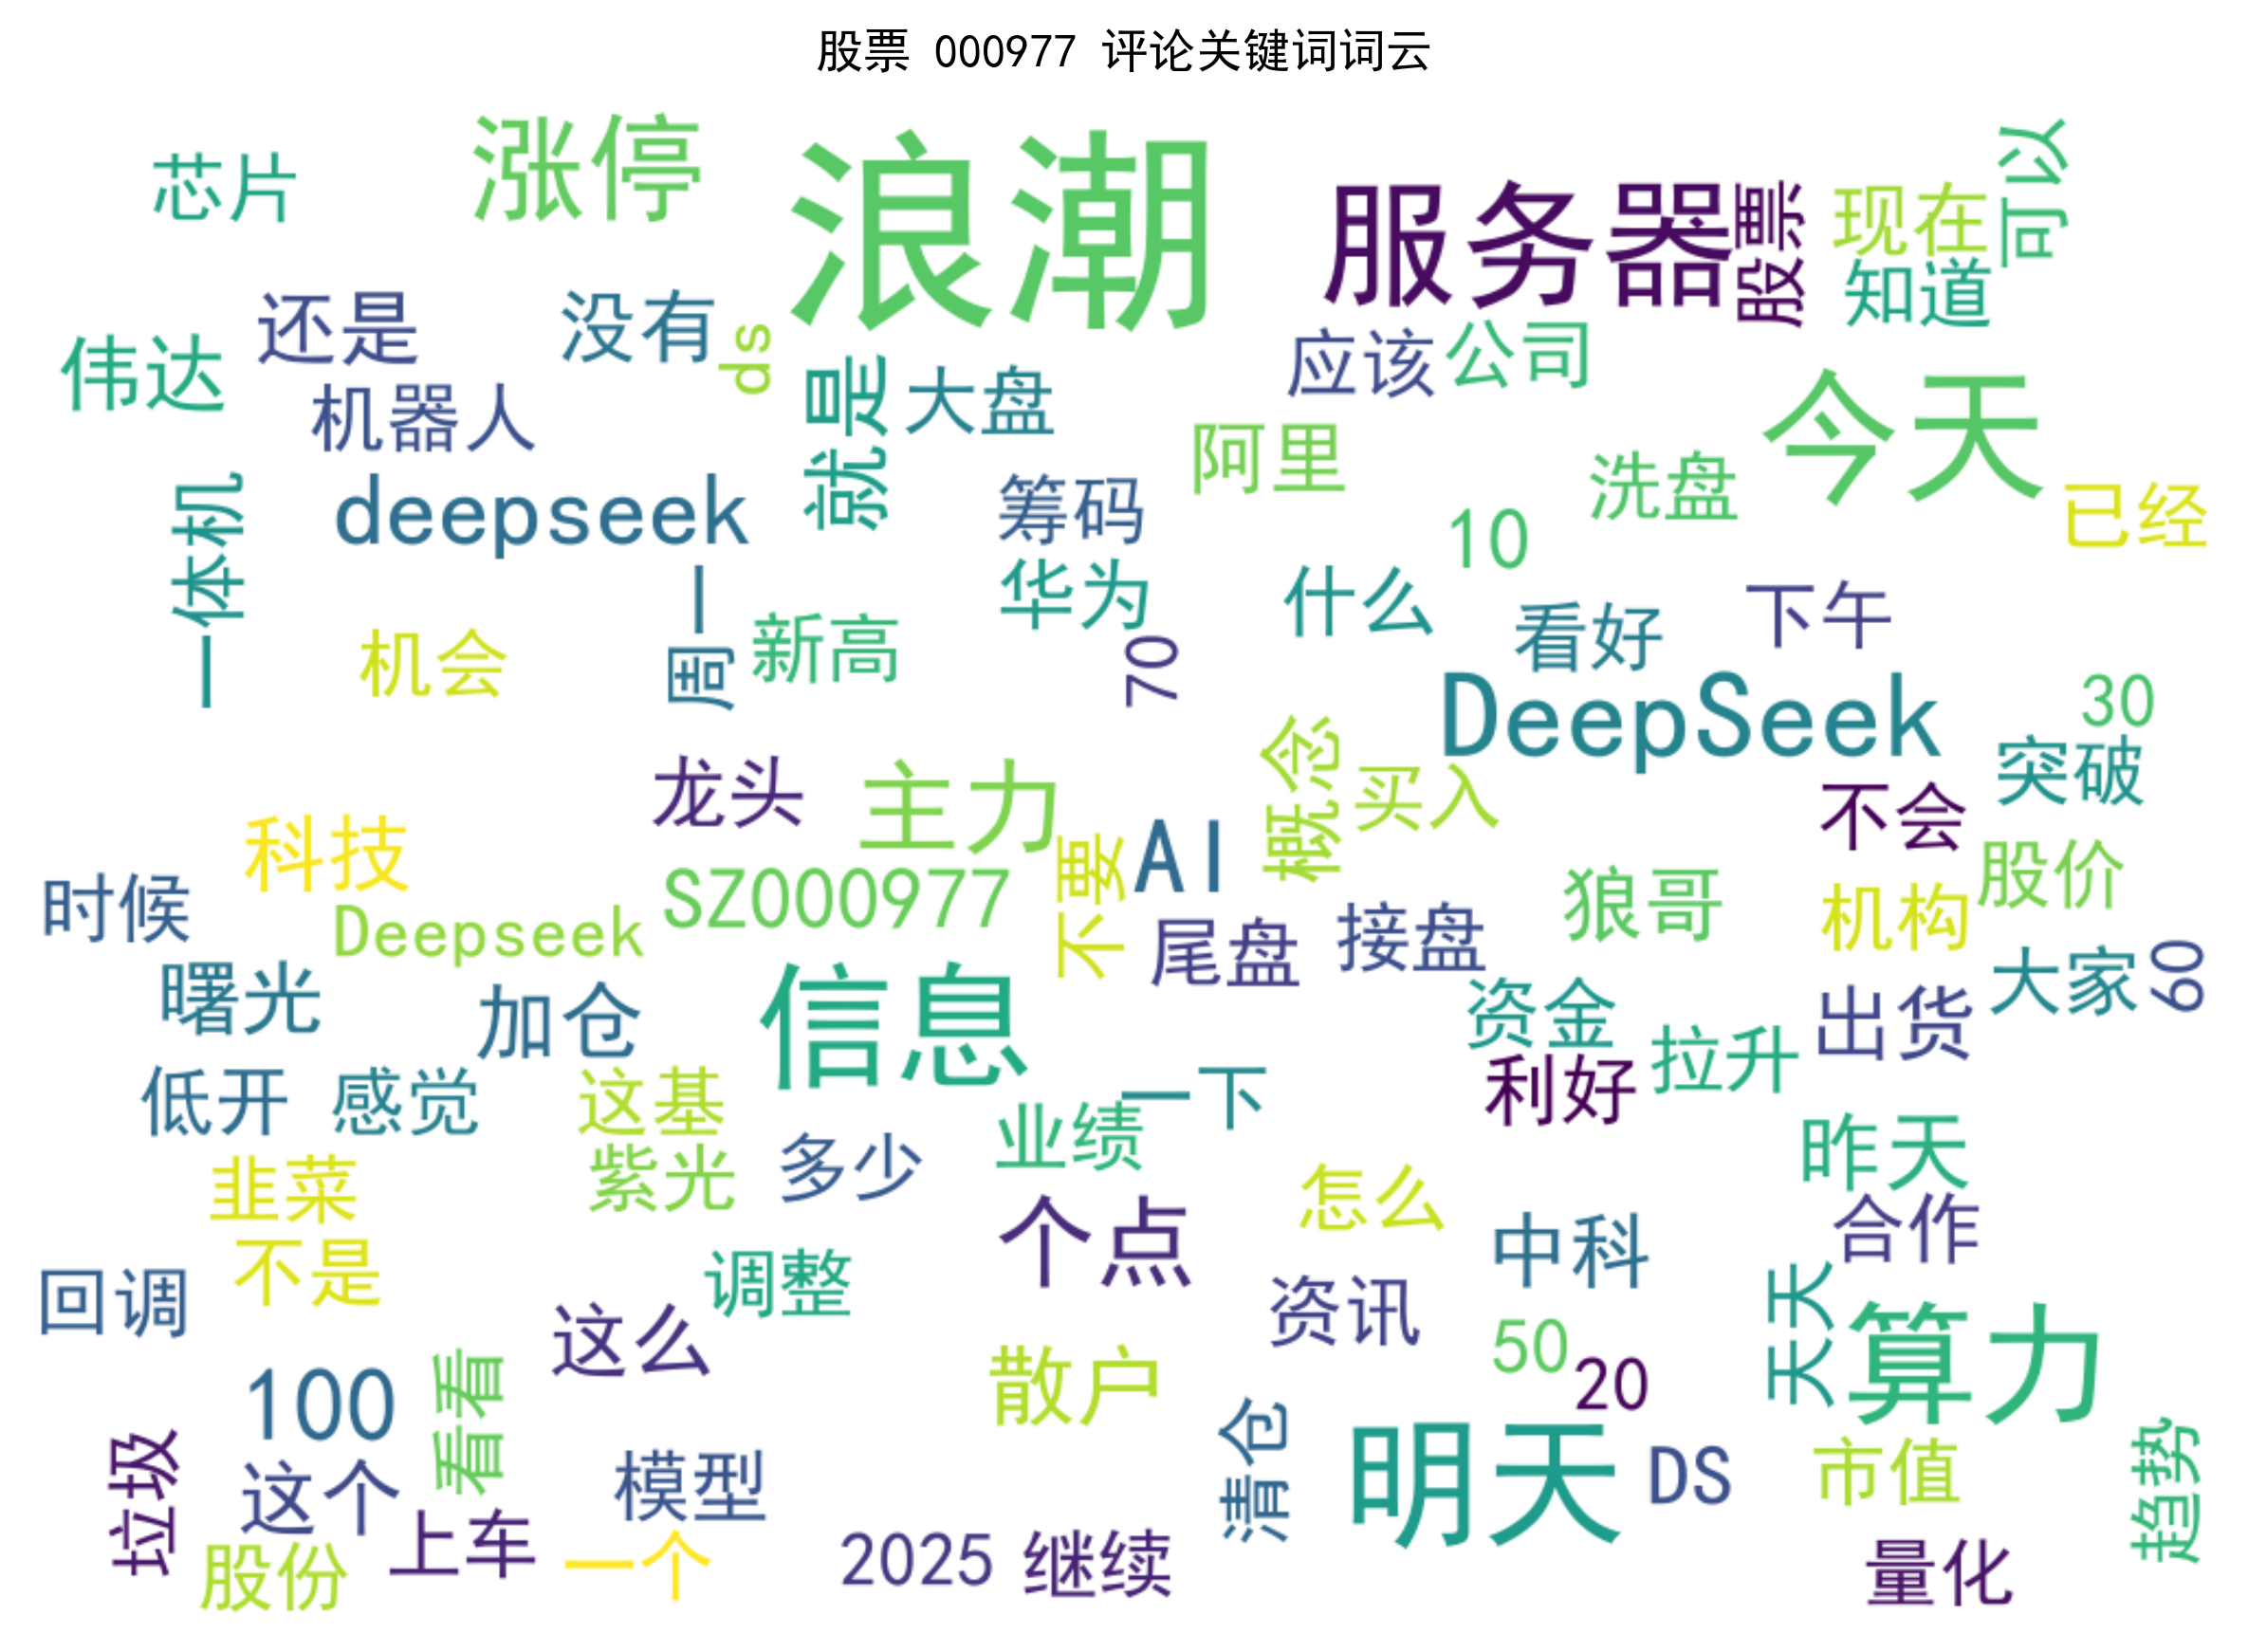 股票 000977 评论关键词词云
芯片
涨停
浪潮
服务器
股票
现在
可以
知道
还是
没有
ds
伟达
机器人
就是
大盘
应该
公司
今天
阿里
洗盘
已经
一体机
deepseek
筹码
10
华为
什么
看好
下午
机会
周一
新高
70
DeepSeek
30
突破
龙头
主力
概念
买入
不会
科技
不要
AI
股价
时候
Deepseek
SZ000977
尾盘
接盘
狼哥
机构
大家
60
曙光
加仓
信息
资金
出货
低开
感觉
这基
一下
利好
拉升
业绩
昨天
韭菜
紫光
多少
个点
怎么
中科
合作
不是
回调
调整
资讯
天天
算力
这么
50
20
100
看看
散户
清仓
明天
DS
市值
趋势
垃圾
这个
模型
股份
上车
一个
2025
继续
量化